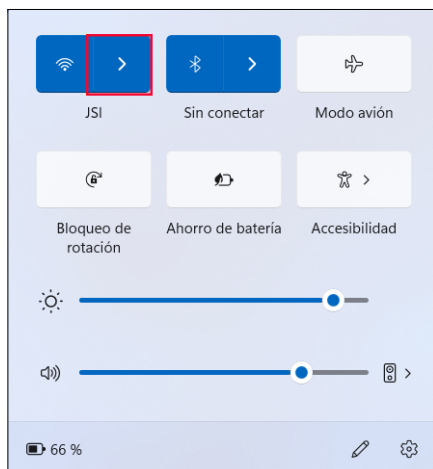 JSI
Sin conectar
Modo avión
Bloqueo de
rotación
Ahorro de batería
Accesibilidad
66 %